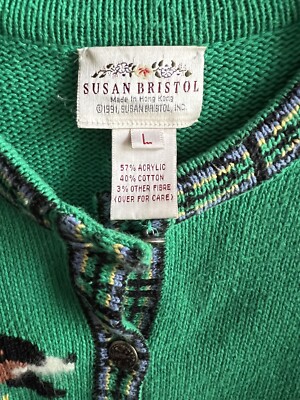 SUSAN BRISTOL
Made in Hong Kong
©1991, SUSAN BRISTOL, INC.
L
57% ACRYLIC
40% COTTON
3% OTHER FIBRE
(OVER FOR CARE)